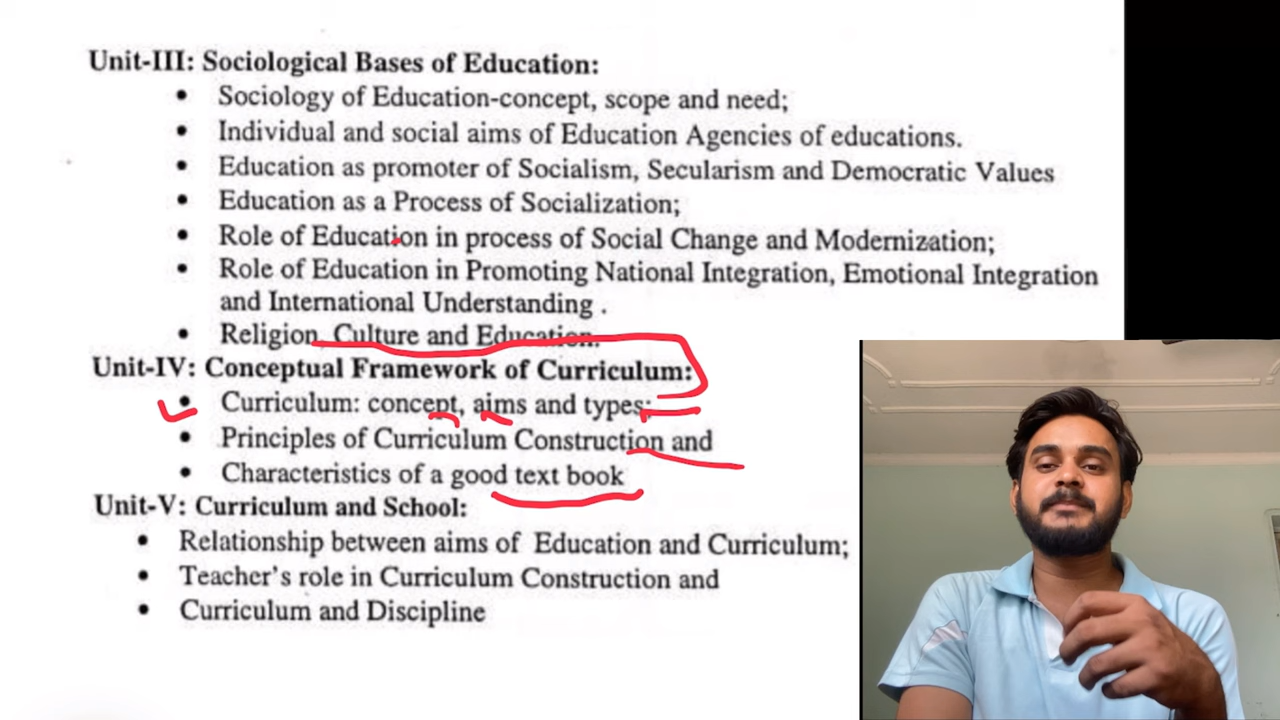 Unit-III: Sociological Bases of Education:
• Sociology of Education-concept, scope and need;
• Individual and social aims of Education Agencies of educations.
• Education as promoter of Socialism, Secularism and Democratic Values
• Education as a Process of Socialization;
• Role of Education in process of Social Change and Modernization;
• Role of Education in Promoting National Integration, Emotional Integration
and International Understanding .
• Religion, Culture and Education.
Unit-IV: Conceptual Framework of Curriculum:
• Curriculum: concept, aims and types;
• Principles of Curriculum Construction and
• Characteristics of a good text book
Unit-V: Curriculum and School:
• Relationship between aims of Education and Curriculum;
• Teacher's role in Curriculum Construction and
• Curriculum and Discipline